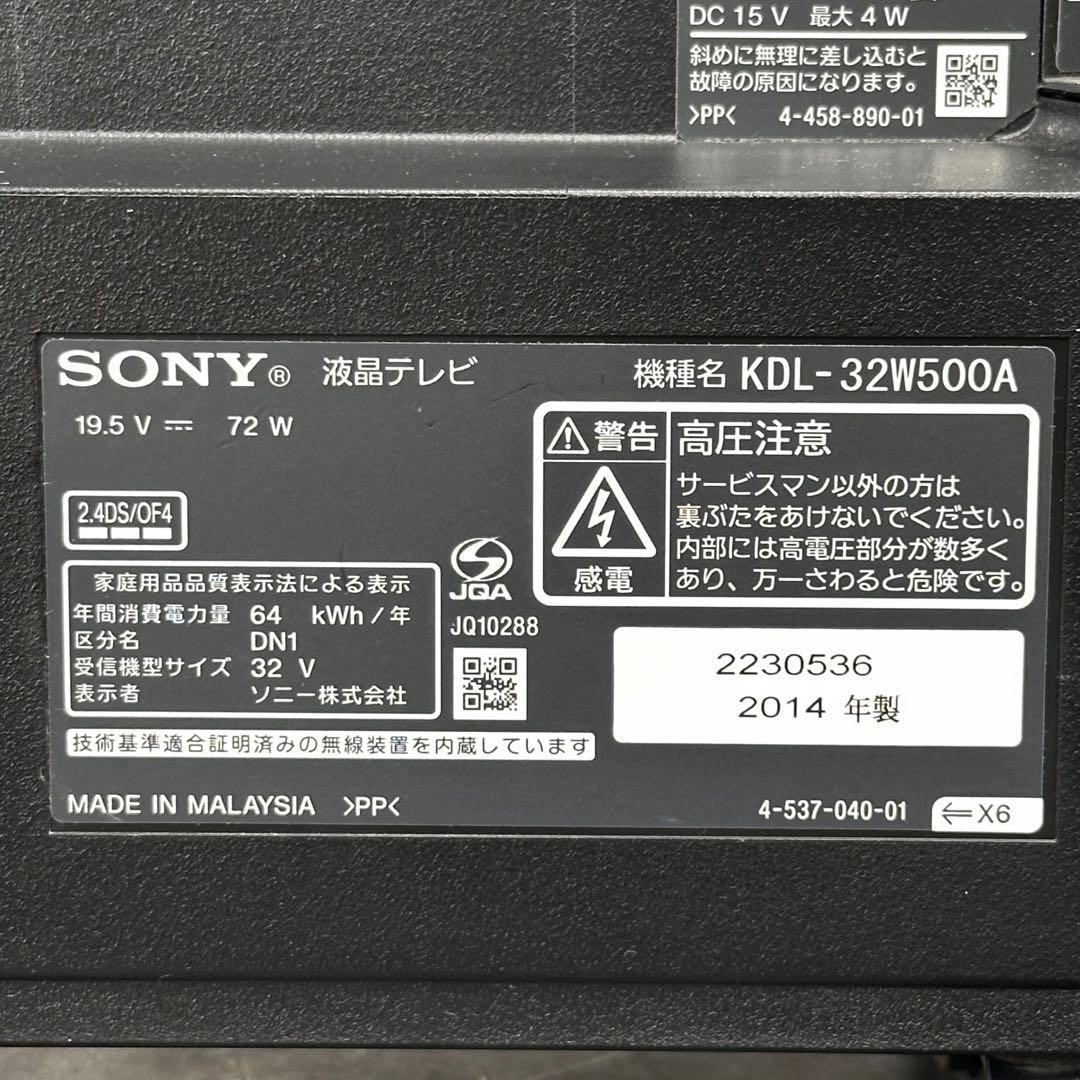 DC 15 V 最大 4 W
斜めに無理に差し込むと
故障の原因になります。
>PP< 4-458-890-01
SONY® 液晶テレビ 機種名 KDL-32W500A
19.5 V ⎓ 72 W
2.4DS/OF4
⚠警告 高圧注意
サービスマン以外の方は
裏ぶたをあけないでください。
内部には高電圧部分が数多く
あり、万一さわると危険です。
感電
家庭用品品質表示法による表示
年間消費電力量 64 kWh/年
区分名 DN1
受信機型サイズ 32 V
表示者 ソニー株式会社
JQA
JQ10288
2230536
2014 年製
技術基準適合証明済みの無線装置を内蔵しています
MADE IN MALAYSIA >PP<
4-537-040-01 ⇐X6